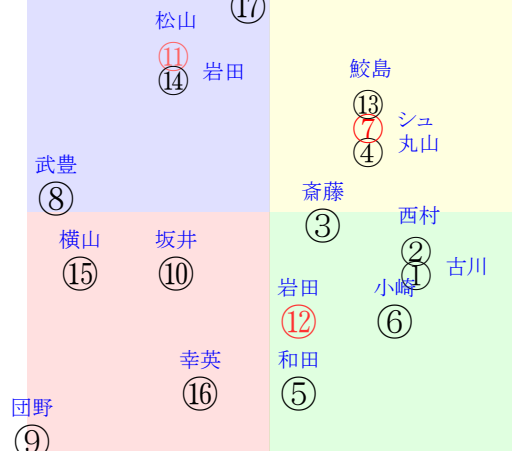 ⑰
松山
⑪
⑭ 岩田
鮫島
⑬
⑦ シュ
④ 丸山
武豊
⑧
斎藤
③
西村
②
① 古川
横山
⑮
坂井
⑩
岩田
⑫
小崎
⑥
幸英
⑯
和田
⑤
団野
⑨